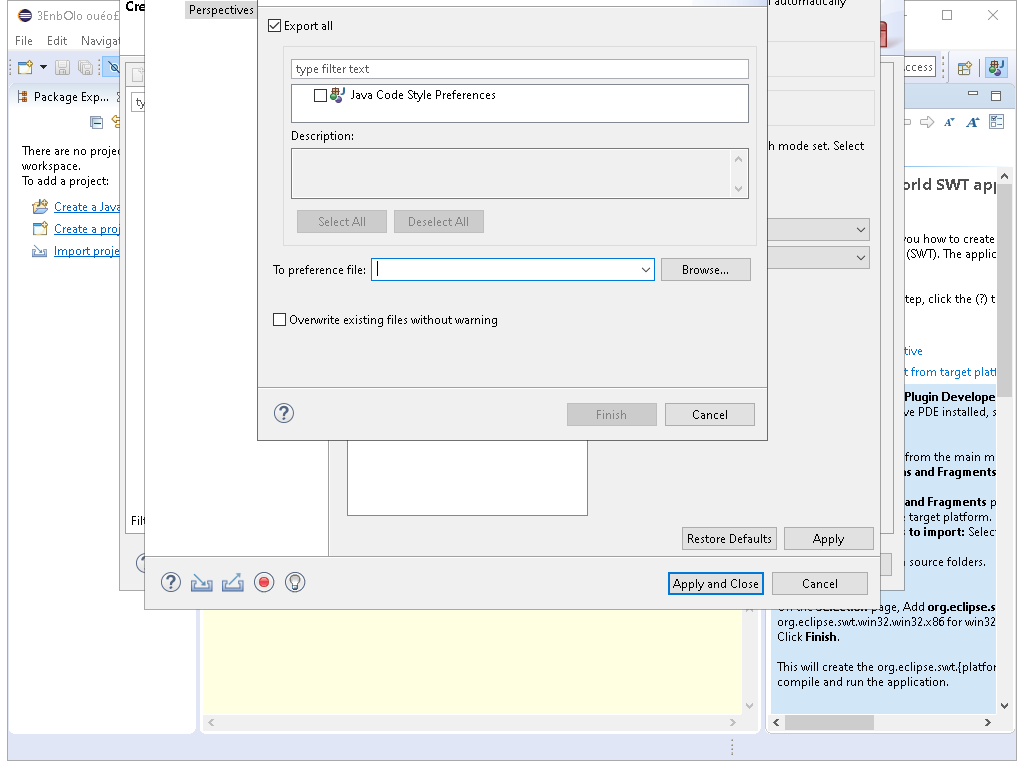 3EnbOlo ouéo£
Cre
Perspectives
automatically
File Edit Navigat
Export all
type filter text
Java Code Style Preferences
Description:
Select All
Deselect All
To preference file:
Browse...
Overwrite existing files without warning
Finish
Cancel
h mode set. Select
ccess
Package Exp...
There are no projec
workspace.
To add a project:
Create a Java
Create a proj
Import proje
ty
Filt
Restore Defaults
Apply
Apply and Close
Cancel
orld SWT app
you how to create
(SWT). The applic
tep, click the (?) t
tive
t from target platf
Plugin Develope
ve PDE installed, s
from the main m
ns and Fragments
and Fragments p
target platform.
to import: Selec
source folders.
On the Selection page, Add org.eclipse.s
org.eclipse.swt.win32.win32.x86 for win32
Click Finish.
This will create the org.eclipse.swt.{platfor
compile and run the application.